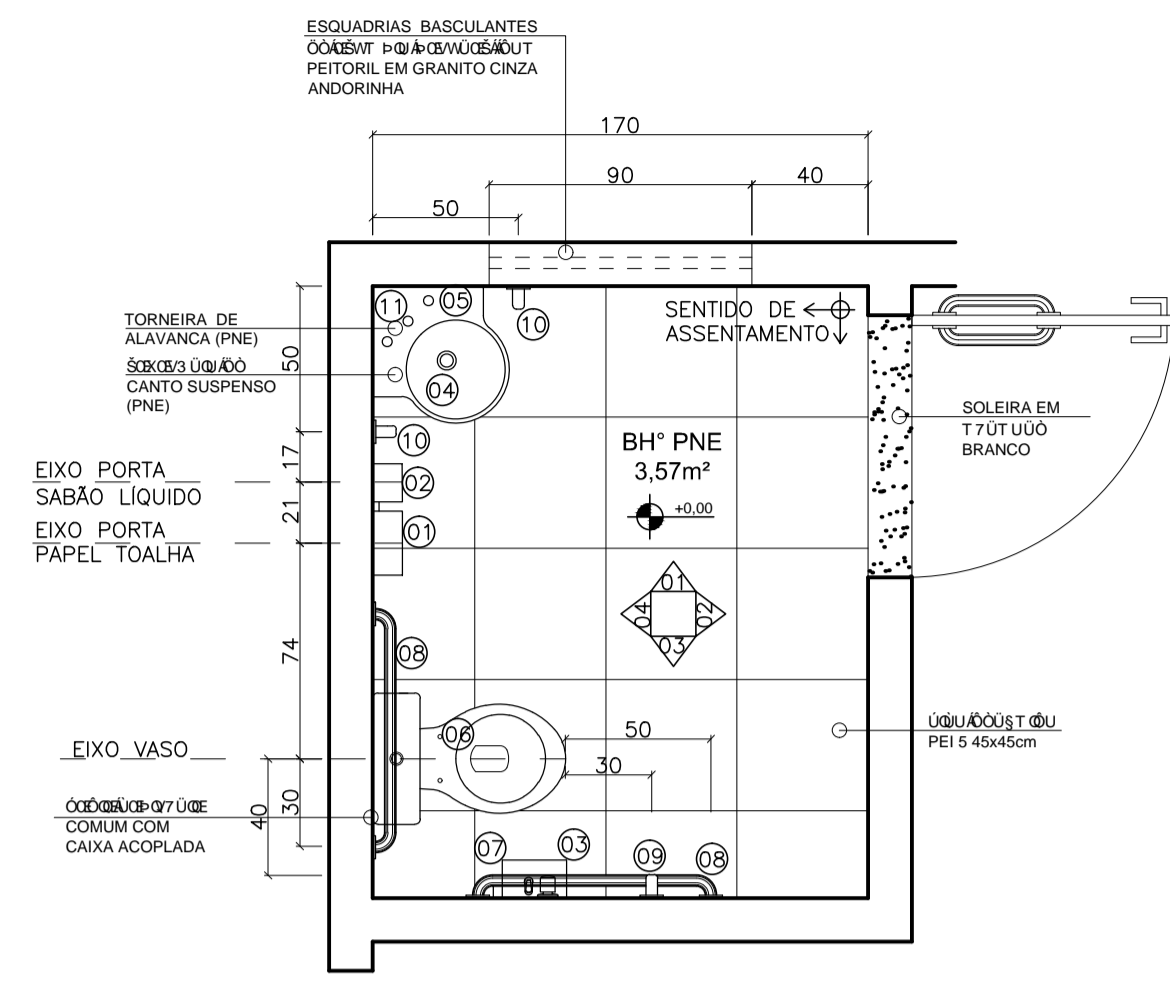 ESQUADRIAS BASCULANTES
PEITORIL EM GRANITO CINZA
ANDORINHA
170
90
40
50
11
05
10
SENTIDO DE
ASSENTAMENTO
TORNEIRA DE
ALAVANCA (PNE)
CANTO SUSPENSO
(PNE)
50
04
SOLEIRA EM
BRANCO
10
BH° PNE
3,57m²
+0,00
EIXO PORTA
SABÃO LÍQUIDO
17
02
EIXO PORTA
PAPEL TOALHA
21
01
01
04
02
03
74
08
PEI 5 45x45cm
EIXO VASO
06
50
30
40
30
COMUM COM
CAIXA ACOPLADA
07
03
09
08